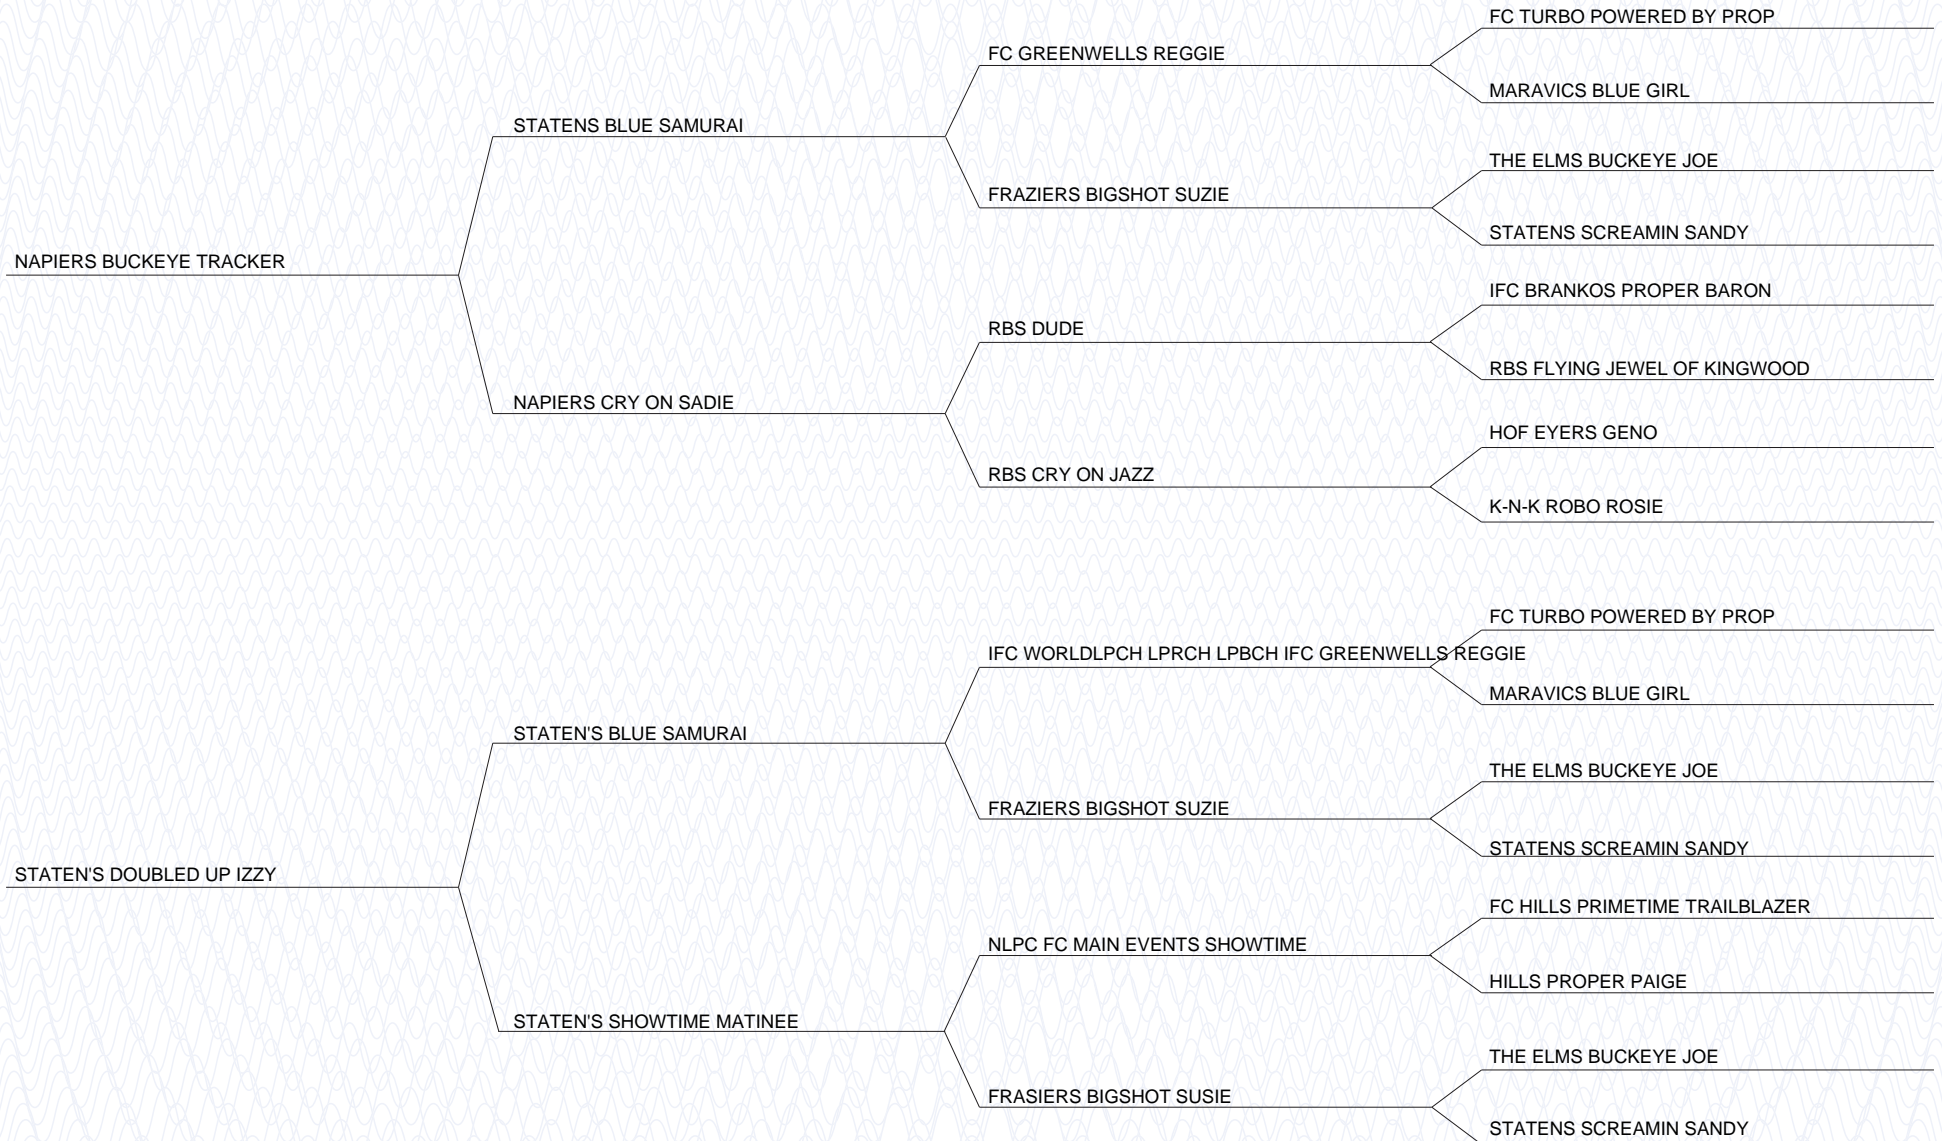 FC TURBO POWERED BY PROP
FC GREENWELLS REGGIE
MARAVICS BLUE GIRL
STATENS BLUE SAMURAI
THE ELMS BUCKEYE JOE
FRAZIERS BIGSHOT SUZIE
STATENS SCREAMIN SANDY
NAPIERS BUCKEYE TRACKER
IFC BRANKOS PROPER BARON
RBS DUDE
RBS FLYING JEWEL OF KINGWOOD
NAPIERS CRY ON SADIE
HOF EYERS GENO
RBS CRY ON JAZZ
K-N-K ROBO ROSIE
FC TURBO POWERED BY PROP
IFC WORLDLPCH LPRCH LPBCH IFC GREENWELLS REGGIE
MARAVICS BLUE GIRL
STATEN'S BLUE SAMURAI
THE ELMS BUCKEYE JOE
FRAZIERS BIGSHOT SUZIE
STATENS SCREAMIN SANDY
STATEN'S DOUBLED UP IZZY
FC HILLS PRIMETIME TRAILBLAZER
NLPC FC MAIN EVENTS SHOWTIME
HILLS PROPER PAIGE
STATEN'S SHOWTIME MATINEE
THE ELMS BUCKEYE JOE
FRASIERS BIGSHOT SUSIE
STATENS SCREAMIN SANDY